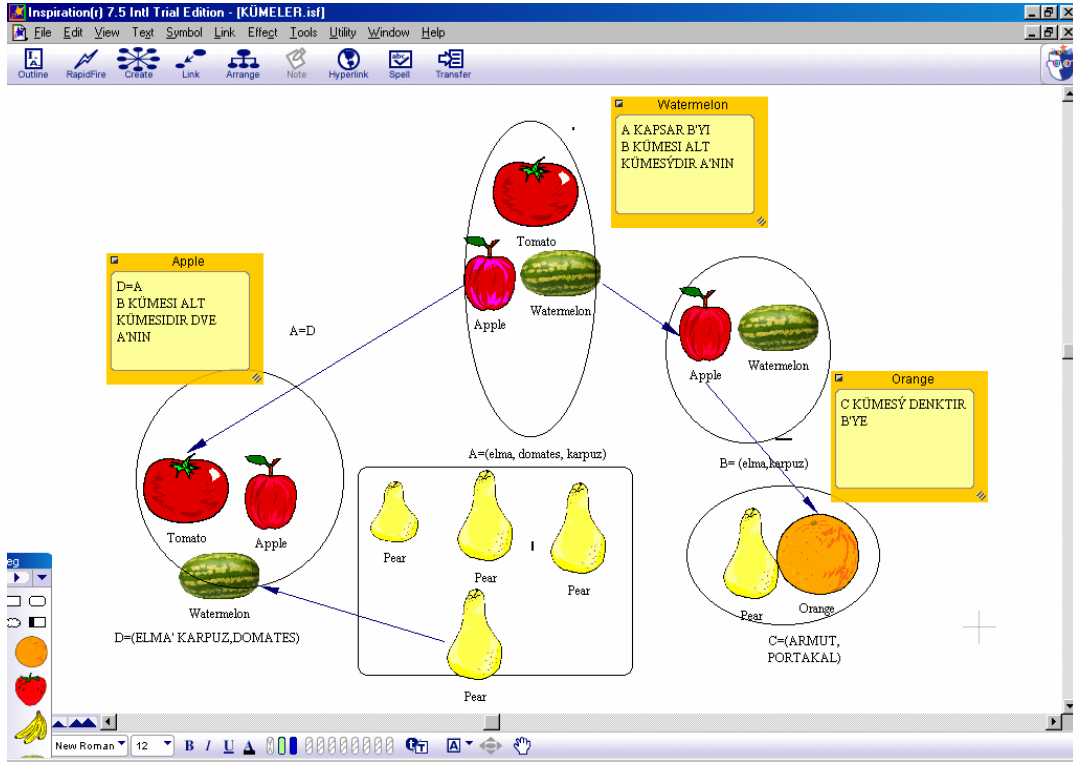 Inspiration(r) 7.5 Intl Trial Edition - [KÜMELER.isf]
File Edit View Text Symbol Link Effect Tools Utility Window Help
Outline RapidFire Create Link Arrange Note Hyperlink Spell Transfer
Watermelon
A KAPSAR B'YI
B KÜMESI ALT
KÜMESÝDIR A'NIN
Tomato
Apple
Watermelon
A=(elma, domates, karpuz)
Apple
D=A
B KÜMESI ALT
KÜMESIDIR DVE
A'NIN
A=D
Apple
Watermelon
B= (elma,karpuz)
Orange
C KÜMESÝ DENKTIR
B'YE
Tomato
Apple
Watermelon
D=(ELMA' KARPUZ,DOMATES)
Pear
Pear
Pear
Pear
Pear
Orange
C=(ARMUT,
PORTAKAL)
eg
New Roman 12 B I U A